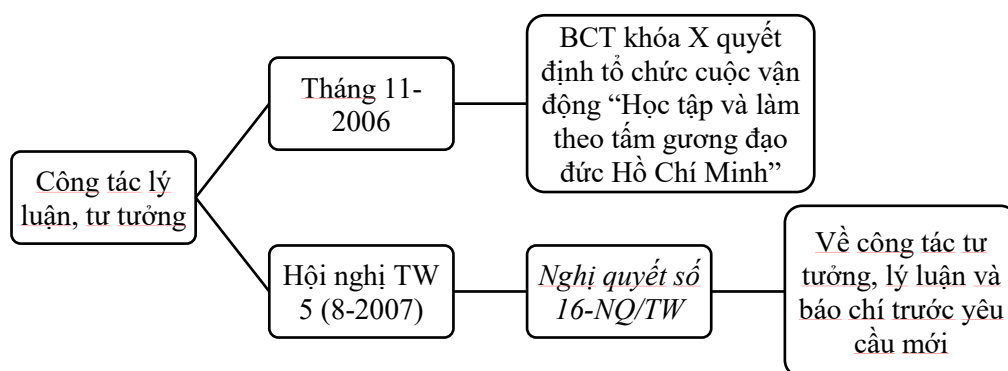 Công tác lý
luận, tư tưởng
Tháng 11-
2006
BCT khóa X quyết
định tổ chức cuộc vận
động “Học tập và làm
theo tấm gương đạo
đức Hồ Chí Minh”
Hội nghị TW
5 (8-2007)
Nghị quyết số
16-NQ/TW
Về công tác tư
tưởng, lý luận và
báo chí trước yêu
cầu mới